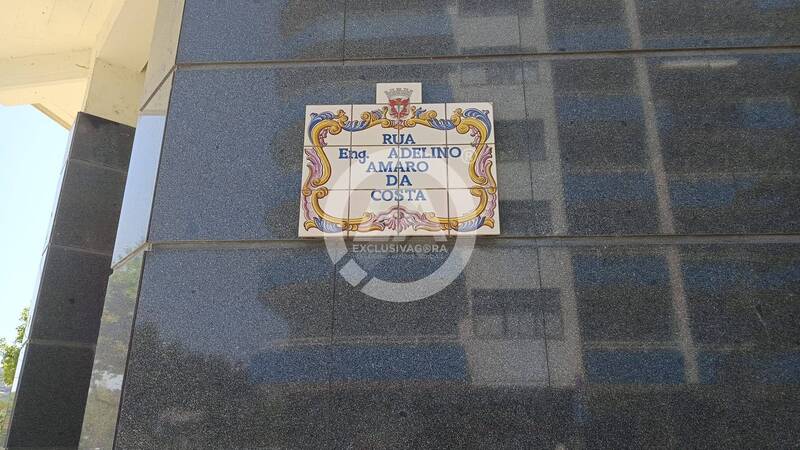 RUA
Eng. ADELINO
AMARO
DA
COSTA
EXCLUSIVAGORA